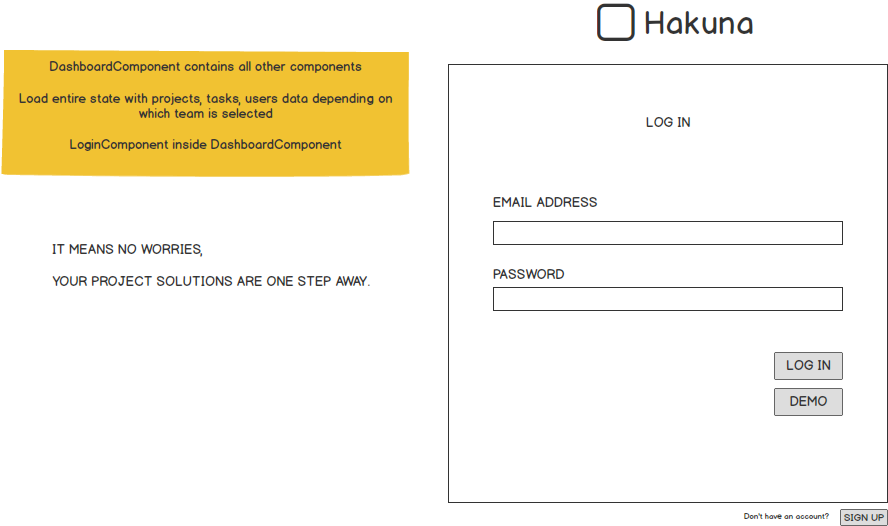 Hakuna
DashboardComponent contains all other components
Load entire state with projects, tasks, users data depending on
which team is selected
LoginComponent inside DashboardComponent
IT MEANS NO WORRIES,
YOUR PROJECT SOLUTIONS ARE ONE STEP AWAY.
LOG IN
EMAIL ADDRESS
PASSWORD
LOG IN
DEMO
Don't have an account?
SIGN UP